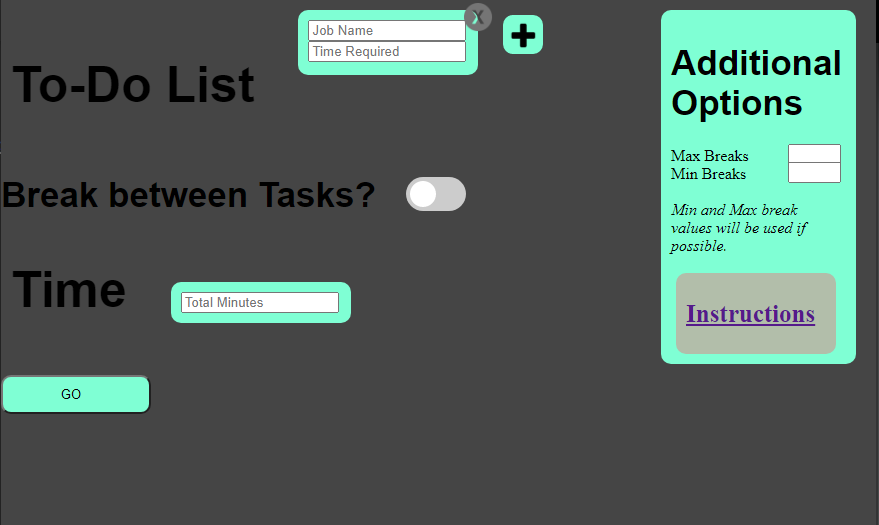 Job Name
X
Time Required
To-Do List
Break between Tasks?
Time
Total Minutes
GO
Additional
Options
Max Breaks
Min Breaks
Min and Max break
values will be used if
possible.
Instructions